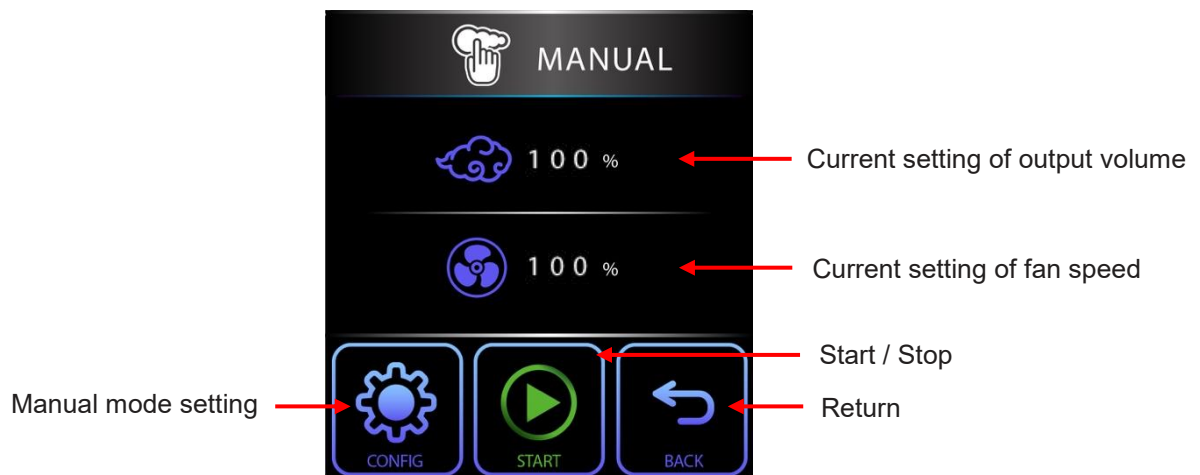 MANUAL
100 %
Current setting of output volume
100 %
Current setting of fan speed
Start / Stop
Manual mode setting
Return
CONFIG
START
BACK